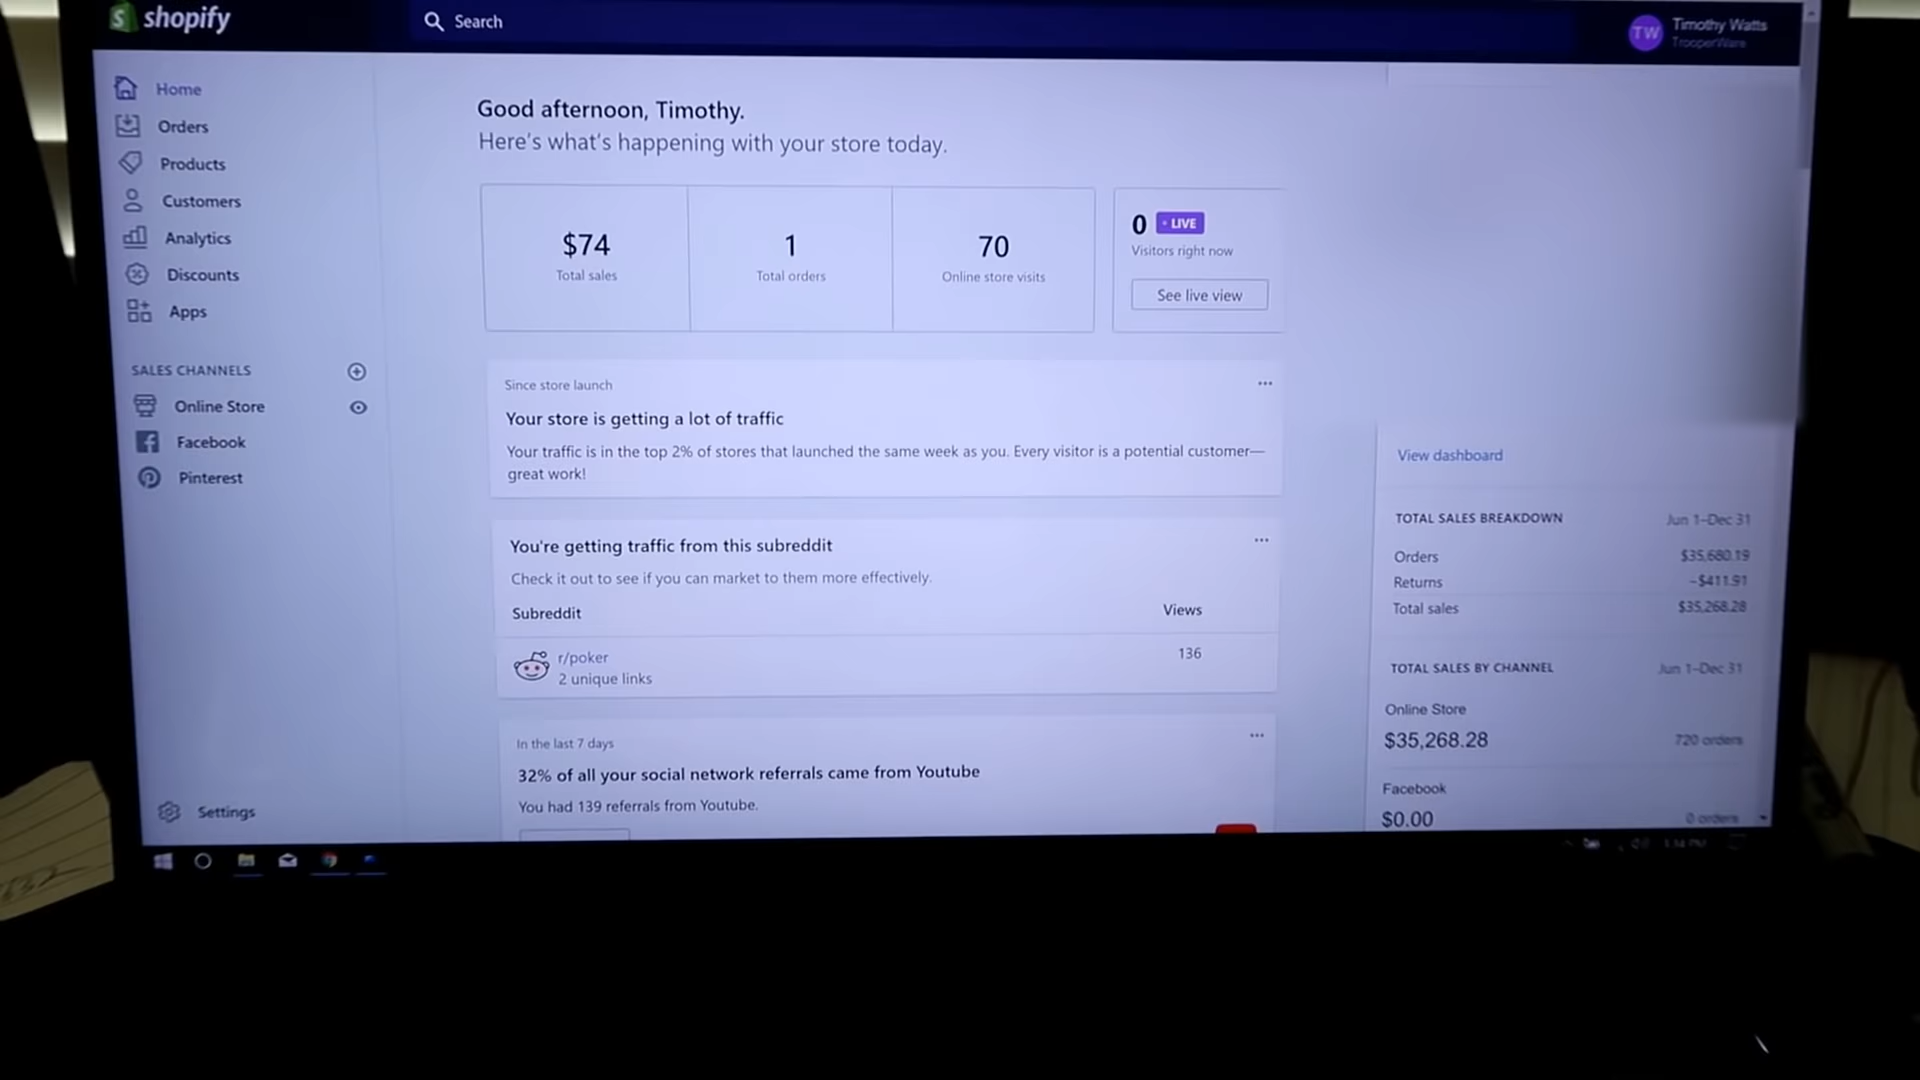 shopify
Search
TW
Timothy Watts
TrooperWare
Home
Orders
Products
Customers
Analytics
Discounts
Apps
SALES CHANNELS
Online Store
Facebook
Pinterest
Settings
Good afternoon, Timothy.
Here's what's happening with your store today.
$74
Total sales
1
Total orders
70
Online store visits
0 • LIVE
Visitors right now
See live view
Since store launch
Your store is getting a lot of traffic
Your traffic is in the top 2% of stores that launched the same week as you. Every visitor is a potential customer—
great work!
You're getting traffic from this subreddit
Check it out to see if you can market to them more effectively.
Subreddit Views
r/poker 136
2 unique links
In the last 7 days
32% of all your social network referrals came from Youtube
You had 139 referrals from Youtube.
View dashboard
TOTAL SALES BREAKDOWN Jun 1–Dec 31
Orders $35,680.19
Returns –$411.91
Total sales $35,268.28
TOTAL SALES BY CHANNEL Jun 1–Dec 31
Online Store
$35,268.28 720 orders
Facebook
$0.00 0 orders